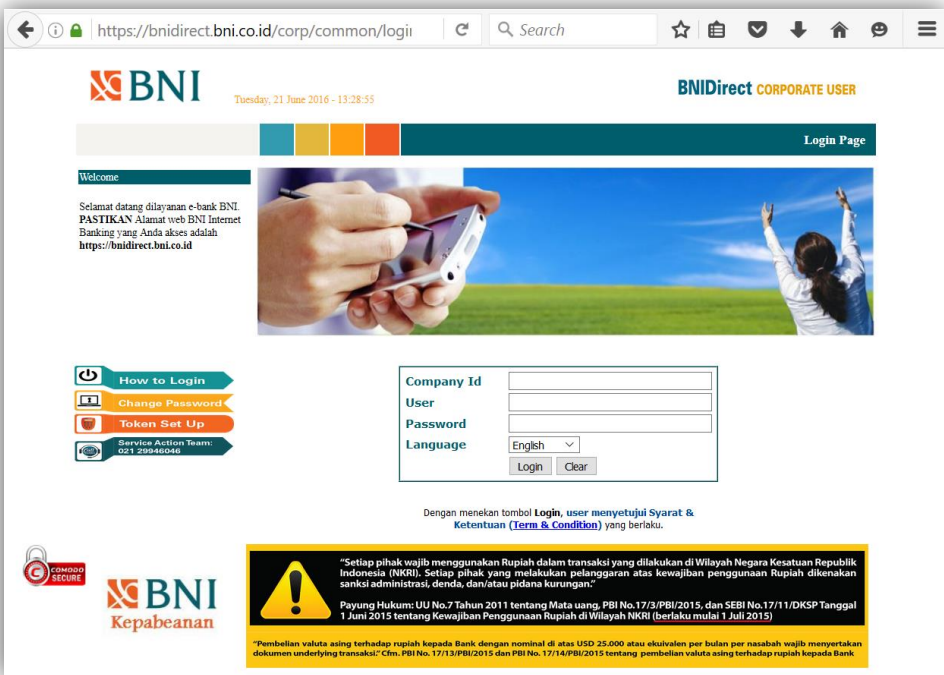 https://bnidirect.bni.co.id/corp/common/logi
Search
BNI
Tuesday, 21 June 2016 - 13:28:55
BNIDirect CORPORATE USER
Login Page
Welcome
Selamat datang dilayanan e-bank BNI.
PASTIKAN Alamat web BNI Internet
Banking yang Anda akses adalah
https://bnidirect.bni.co.id
How to Login
Change Password
Token Set Up
Service Action Team:
021 29946046
Company Id
User
Password
Language English
Login Clear
Dengan menekan tombol Login, user menyetujui Syarat &
Ketentuan (Term & Condition) yang berlaku.
COMODO
SECURE
BNI
Kepabeanan
"Setiap pihak wajib menggunakan Rupiah dalam transaksi yang dilakukan di Wilayah Negara Kesatuan Republik
Indonesia (NKRI). Setiap pihak yang melakukan pelanggaran atas kewajiban penggunaan Rupiah dikenakan
sanksi administrasi, denda, dan/atau pidana kurungan."
Payung Hukum: UU No.7 Tahun 2011 tentang Mata uang, PBI No.17/3/PBI/2015, dan SEBI No.17/11/DKSP Tanggal
1 Juni 2015 tentang Kewajiban Penggunaan Rupiah di Wilayah NKRI (berlaku mulai 1 Juli 2015)
"Pembelian valuta asing terhadap rupiah kepada Bank dengan nominal di atas USD 25.000 atau ekuivalen per bulan per nasabah wajib menyertakan
dokumen underlying transaksi." Cfm. PBI No. 17/13/PBI/2015 dan PBI No. 17/14/PBI/2015 tentang pembelian valuta asing terhadap rupiah kepada Bank